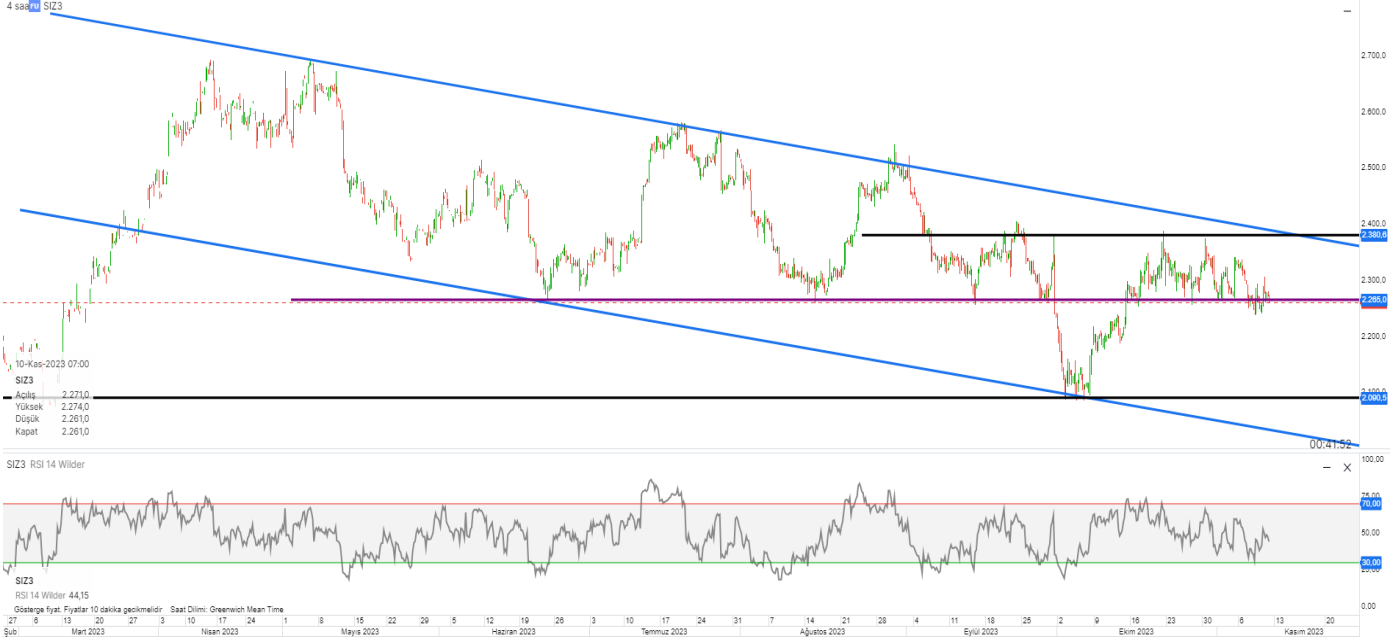 4 saa FU SIZ3
2.700,0
2.600,0
2.500,0
2.400,0
2.380,6
2.300,0
2.265,0
2.200,0
2.100,0
2.090,5
10-Kas-2023 07:00
SIZ3
Açılış 2.271,0
Yüksek 2.274,0
Düşük 2.261,0
Kapat 2.261,0
00:41:52
SIZ3 RSI 14 Wilder
100,00
75,00
70,00
50,00
30,00
25,00
0,00
SIZ3
RSI 14 Wilder 44,15
Gösterge fiyat. Fiyatlar 10 dakika gecikmelidir Saat Dilimi: Greenwich Mean Time
27 6 13 20 27 3 10 17 24 1 8 15 22 29 5 12 19 26 3 10 17 24 31 7 14 21 28 4 11 18 25 2 9 16 23 30 6 13 20
Şub Mart 2023 Nisan 2023 Mayıs 2023 Haziran 2023 Temmuz 2023 Ağustos 2023 Eylül 2023 Ekim 2023 Kasım 2023